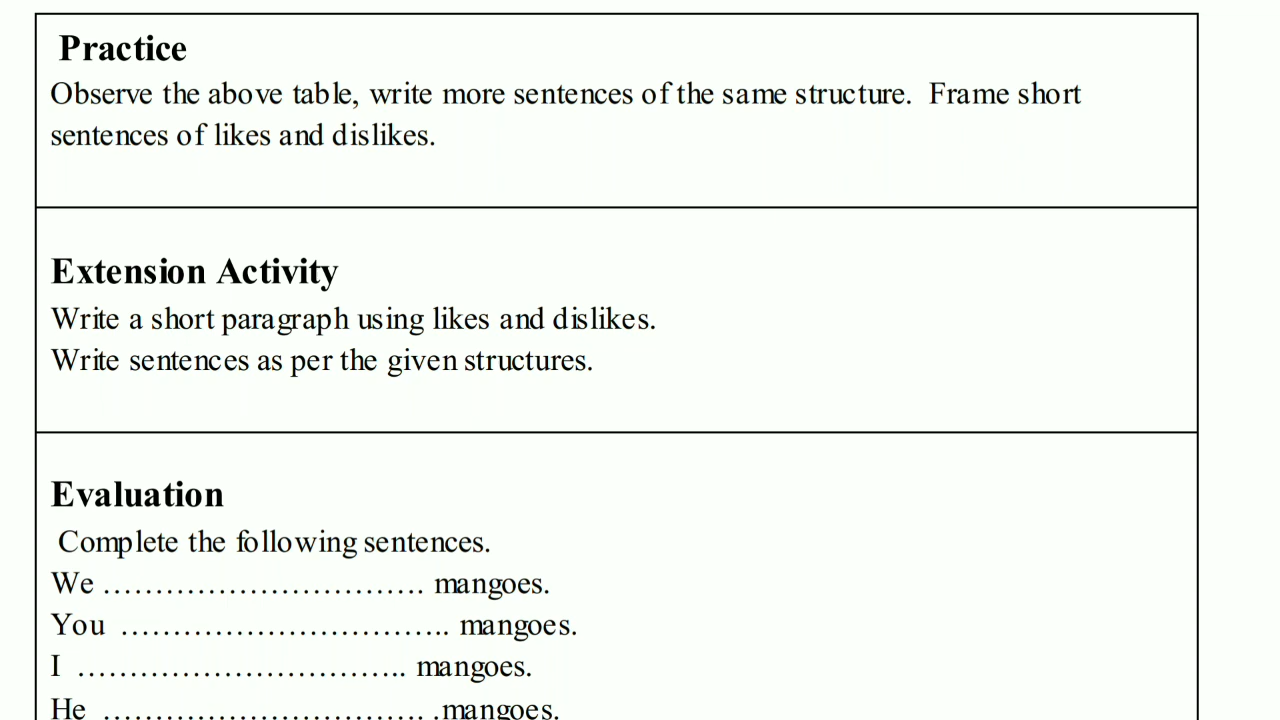 Practice
Observe the above table, write more sentences of the same structure. Frame short
sentences of likes and dislikes.
Extension Activity
Write a short paragraph using likes and dislikes.
Write sentences as per the given structures.
Evaluation
Complete the following sentences.
We …………………………. mangoes.
You ………………………….. mangoes.
I ………………………….. mangoes.
He …………………………. .mangoes.